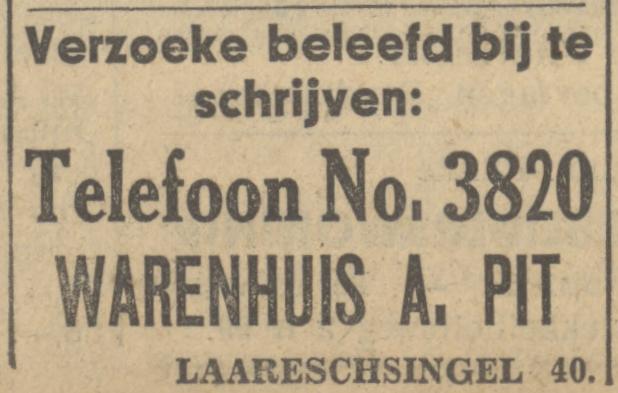 Verzoeke beleefd bij te
schrijven:
Telefoon No. 3820
WARENHUIS A. PIT
LAARESCHSINGEL 40.